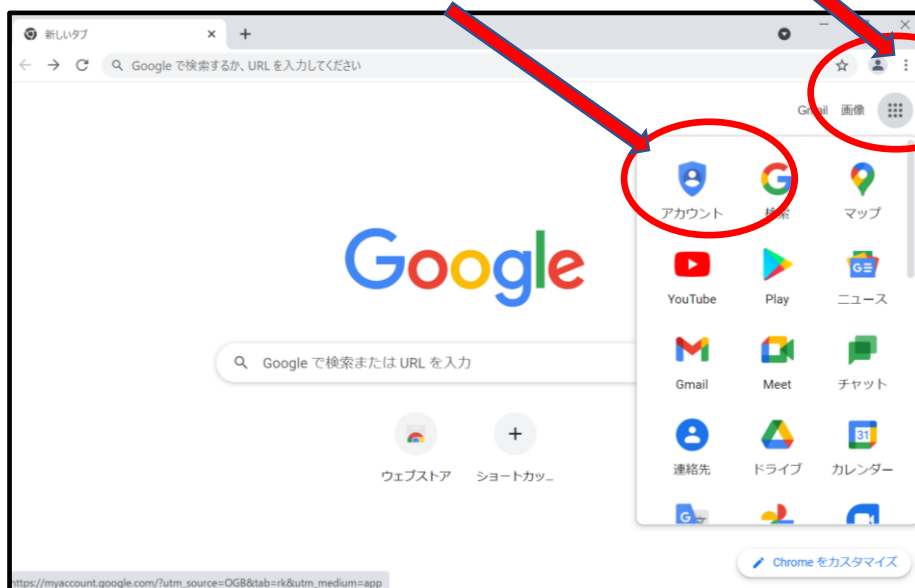 新しいタブ
Google で検索するか、URL を入力してください
Gmail 画像
アカウント 検索 マップ
Google
YouTube Play ニュース
Google で検索または URL を入力
Gmail Meet チャット
31
連絡先 ドライブ カレンダー
ウェブストア ショートカッ...
Chrome をカスタマイズ
https://myaccount.google.com/?utm_source=OGB&tab=rk&utm_medium=app